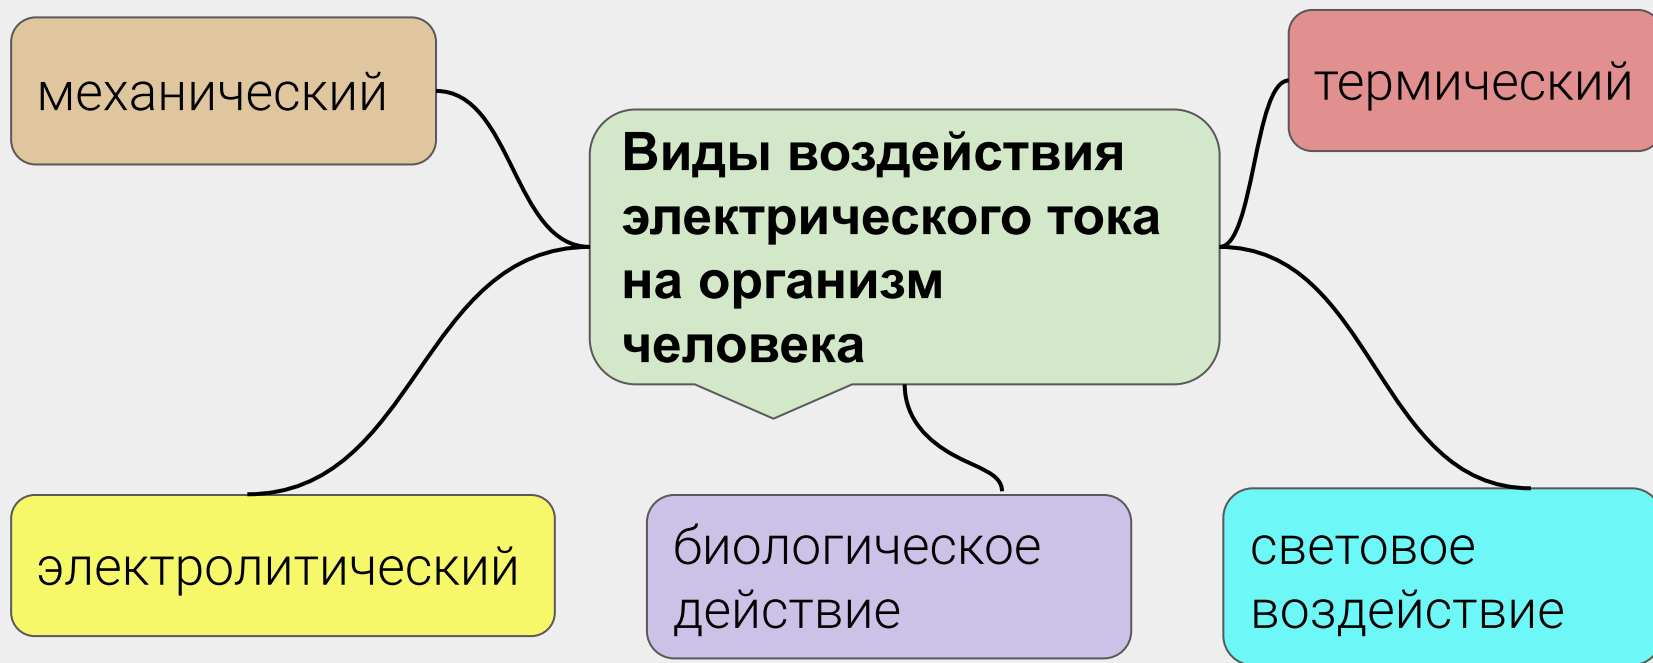 механический
термический
Виды воздействия
электрического тока
на организм
человека
электролитический
биологическое
действие
световое
воздействие